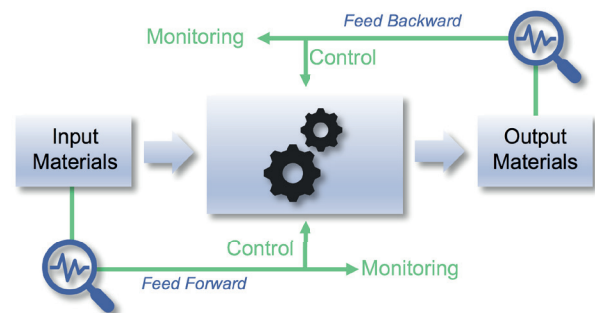 Feed Backward
Monitoring
Control
Input
Materials
Output
Materials
Control
Monitoring
Feed Forward